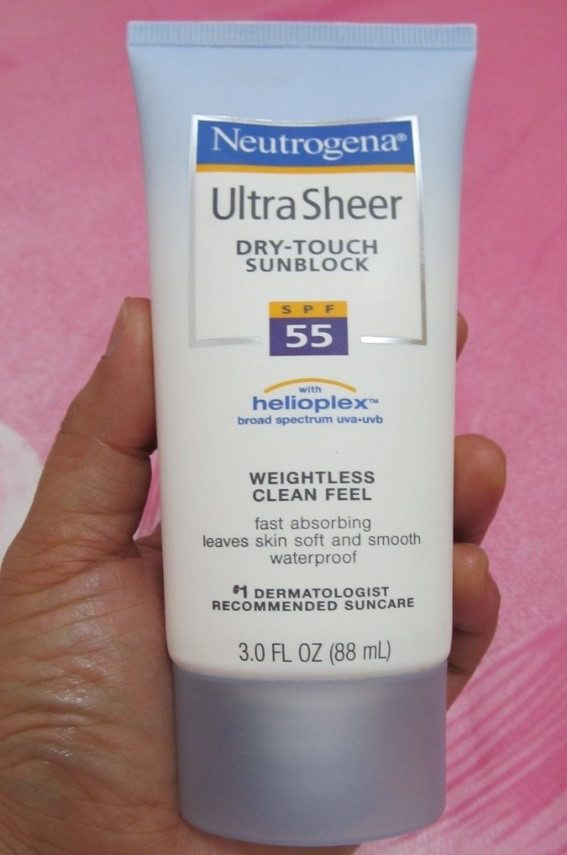 Neutrogena®
Ultra Sheer
DRY-TOUCH
SUNBLOCK
SPF
55
with
helioplex™
broad spectrum uva-uvb
WEIGHTLESS
CLEAN FEEL
fast absorbing
leaves skin soft and smooth
waterproof
#1 DERMATOLOGIST
RECOMMENDED SUNCARE
3.0 FL OZ (88 mL)